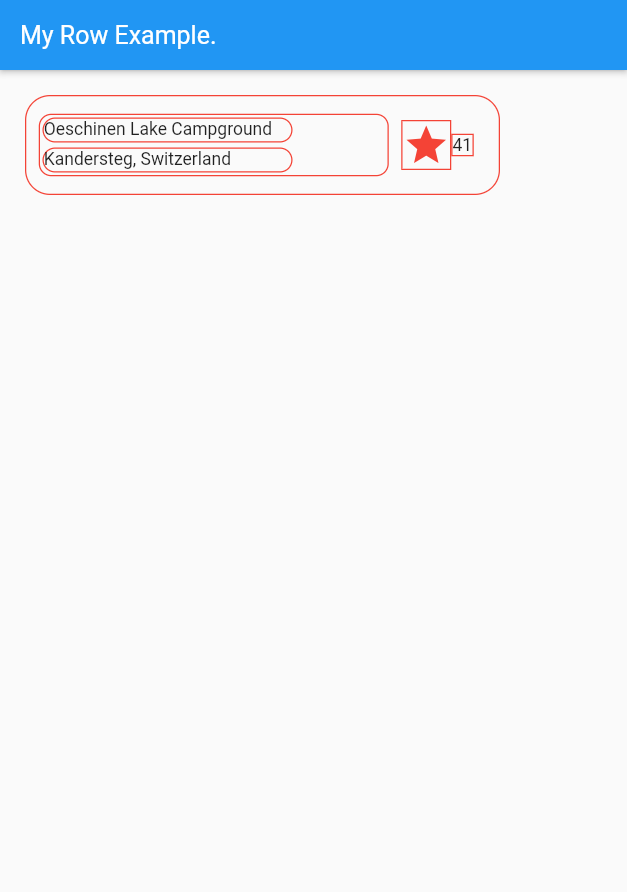 My Row Example.
Oeschinen Lake Campground
41
Kandersteg, Switzerland